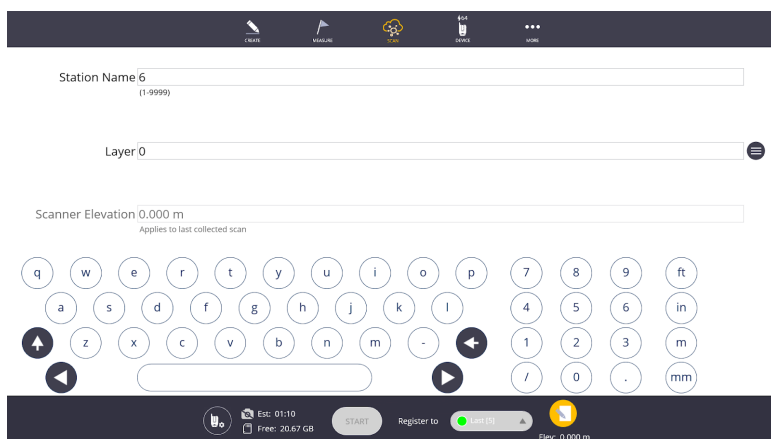 CREATE MEASURE SCAN DEVICE MORE
Station Name 6
(1-9999)
Layer 0
Scanner Elevation 0.000 m
Applies to last collected scan
q w e r t y u i o p 7 8 9 ft
a s d f g h j k l 4 5 6 in
z x c v b n m - 1 2 3 m
/ 0 . mm
Est: 01:10
Free: 20.67 GB
START Register to Last [5]
Elev: 0.000 m